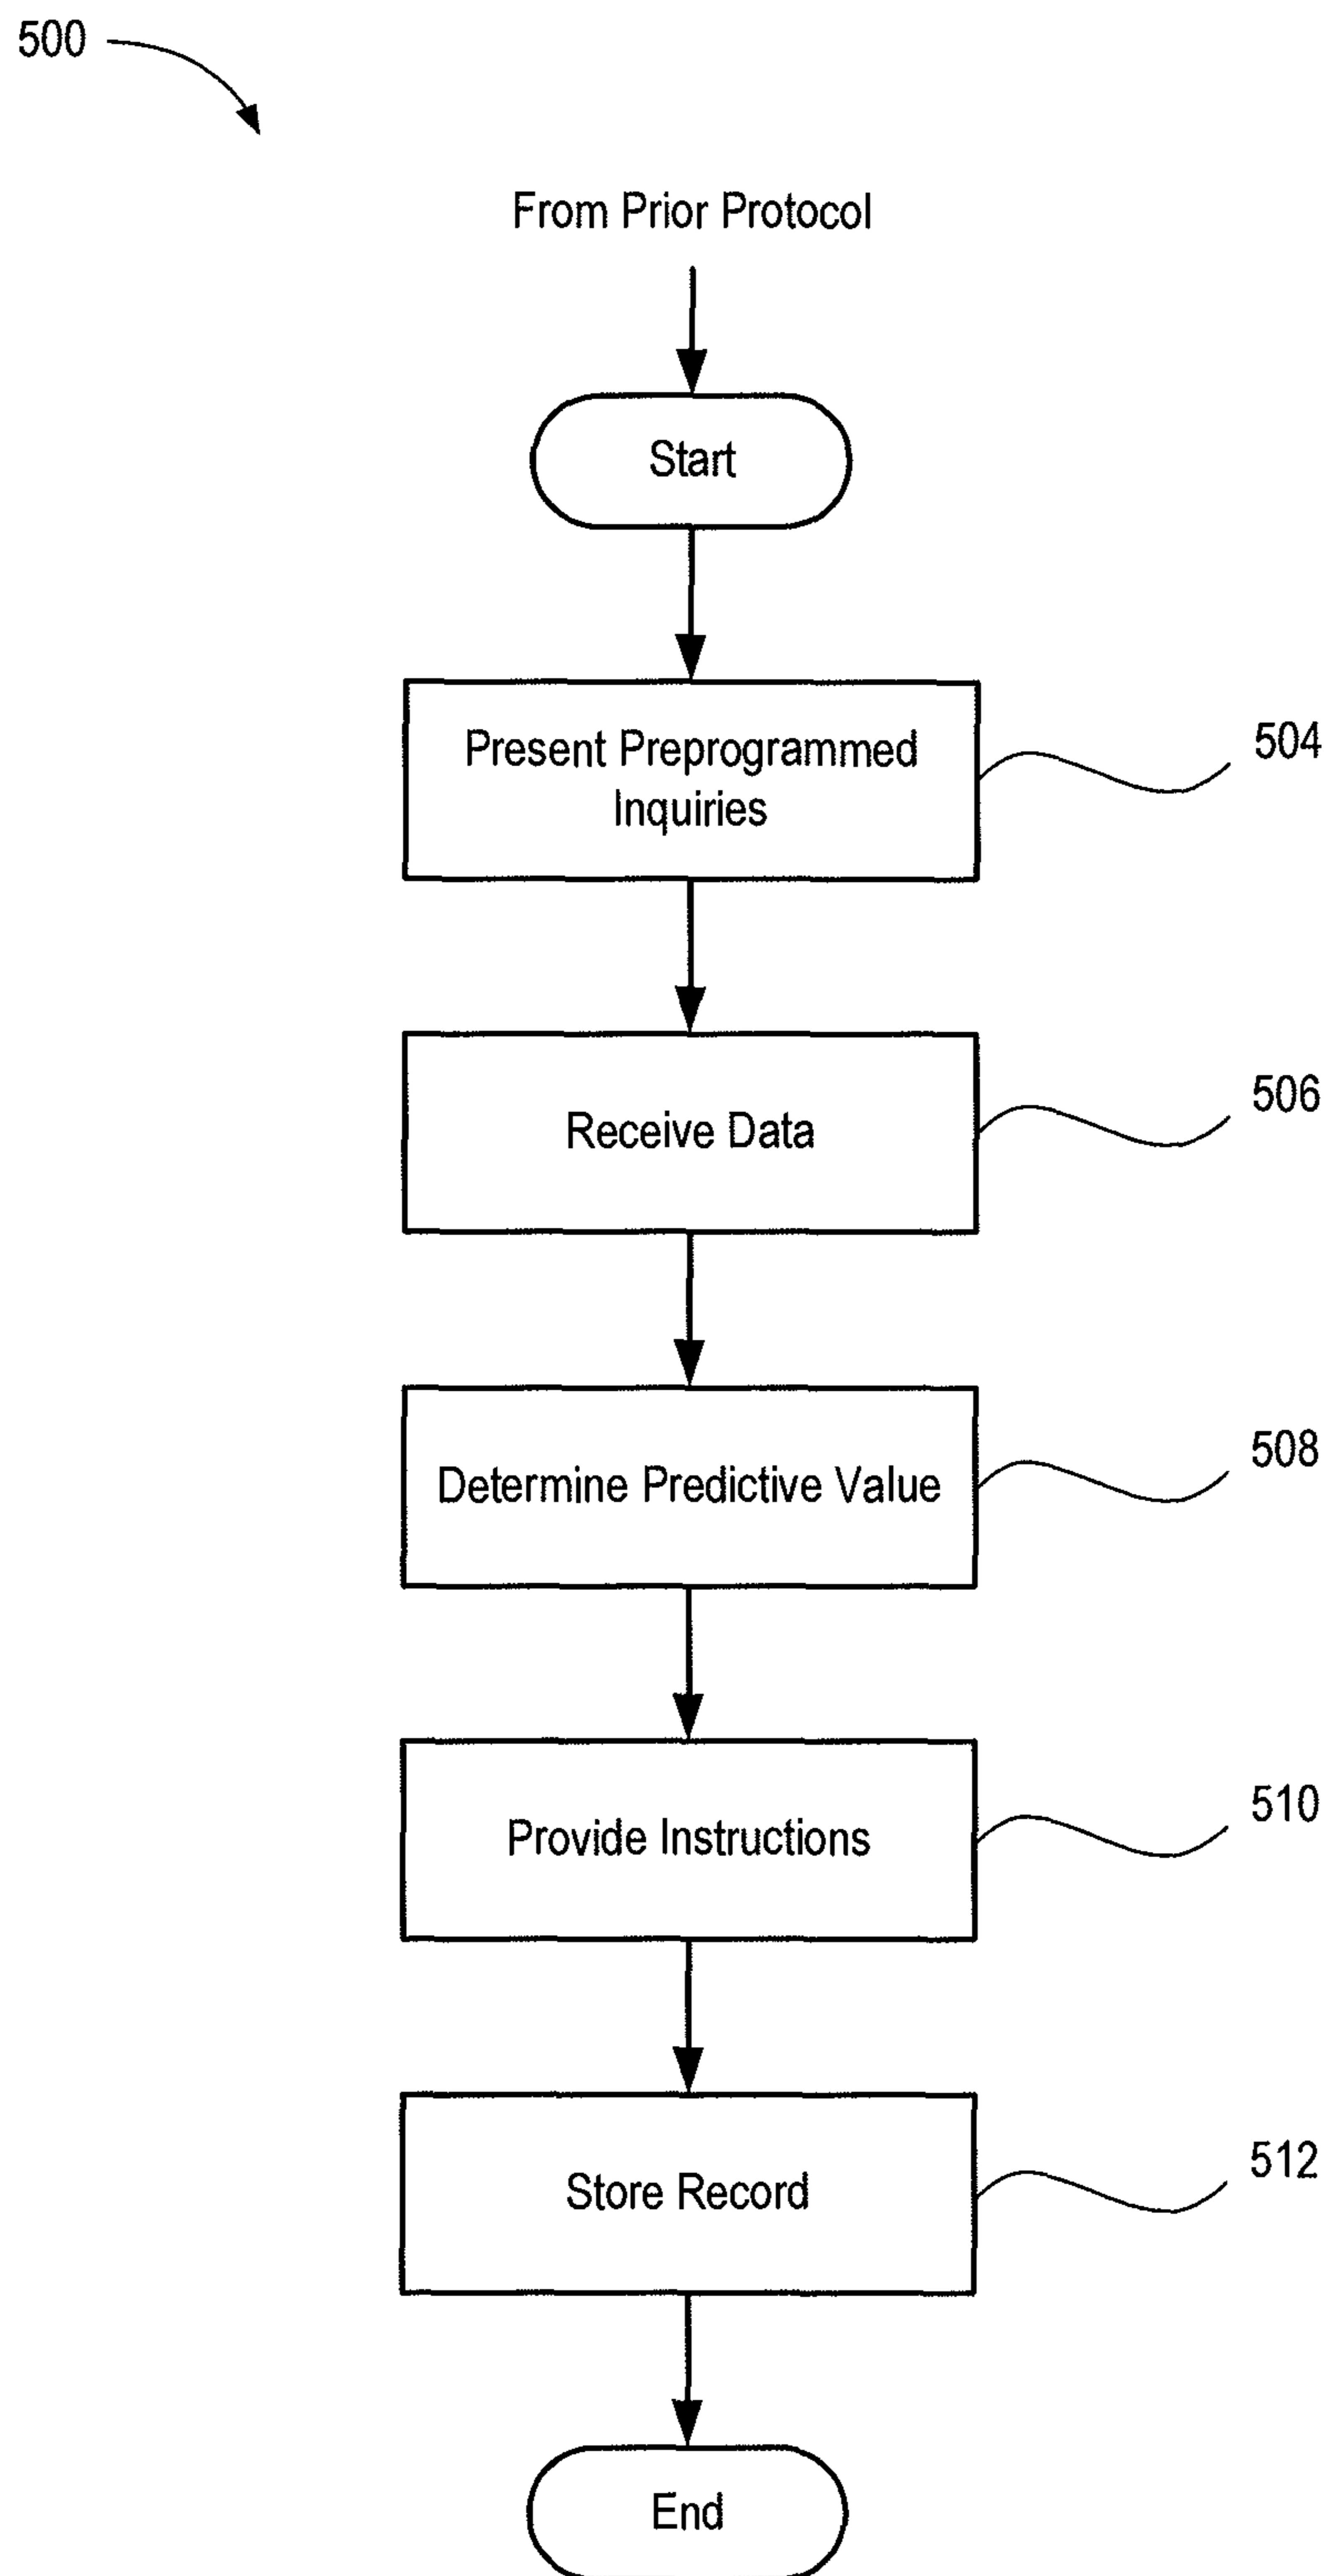 500
From Prior Protocol
Start
Present Preprogrammed
Inquiries
504
Receive Data
506
Determine Predictive Value
508
Provide Instructions
510
Store Record
512
End